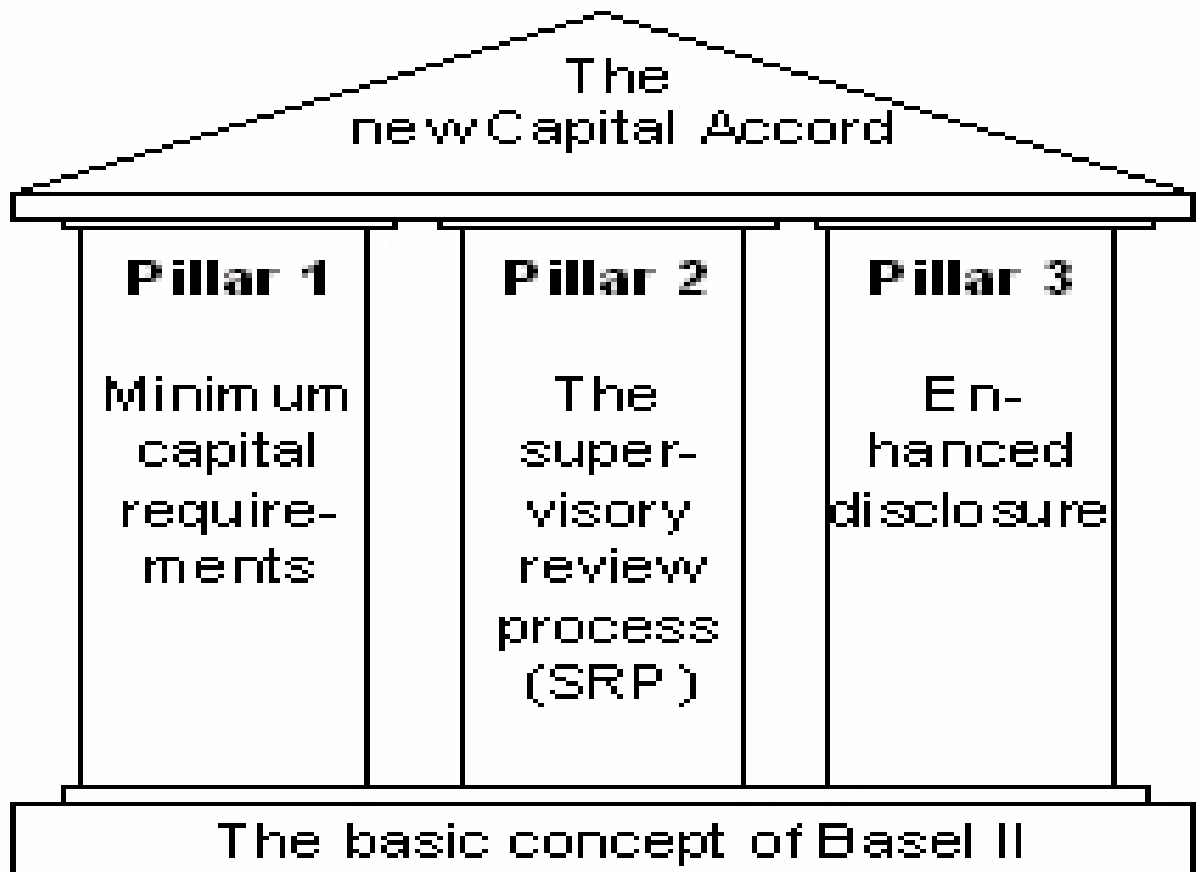 The
new Capital Accord
Pillar 1
Minimum
capital
require-
ments
Pillar 2
The
super-
visory
review
process
(SRP)
Pillar 3
En-
hanced
disclosure
The basic concept of Basel II